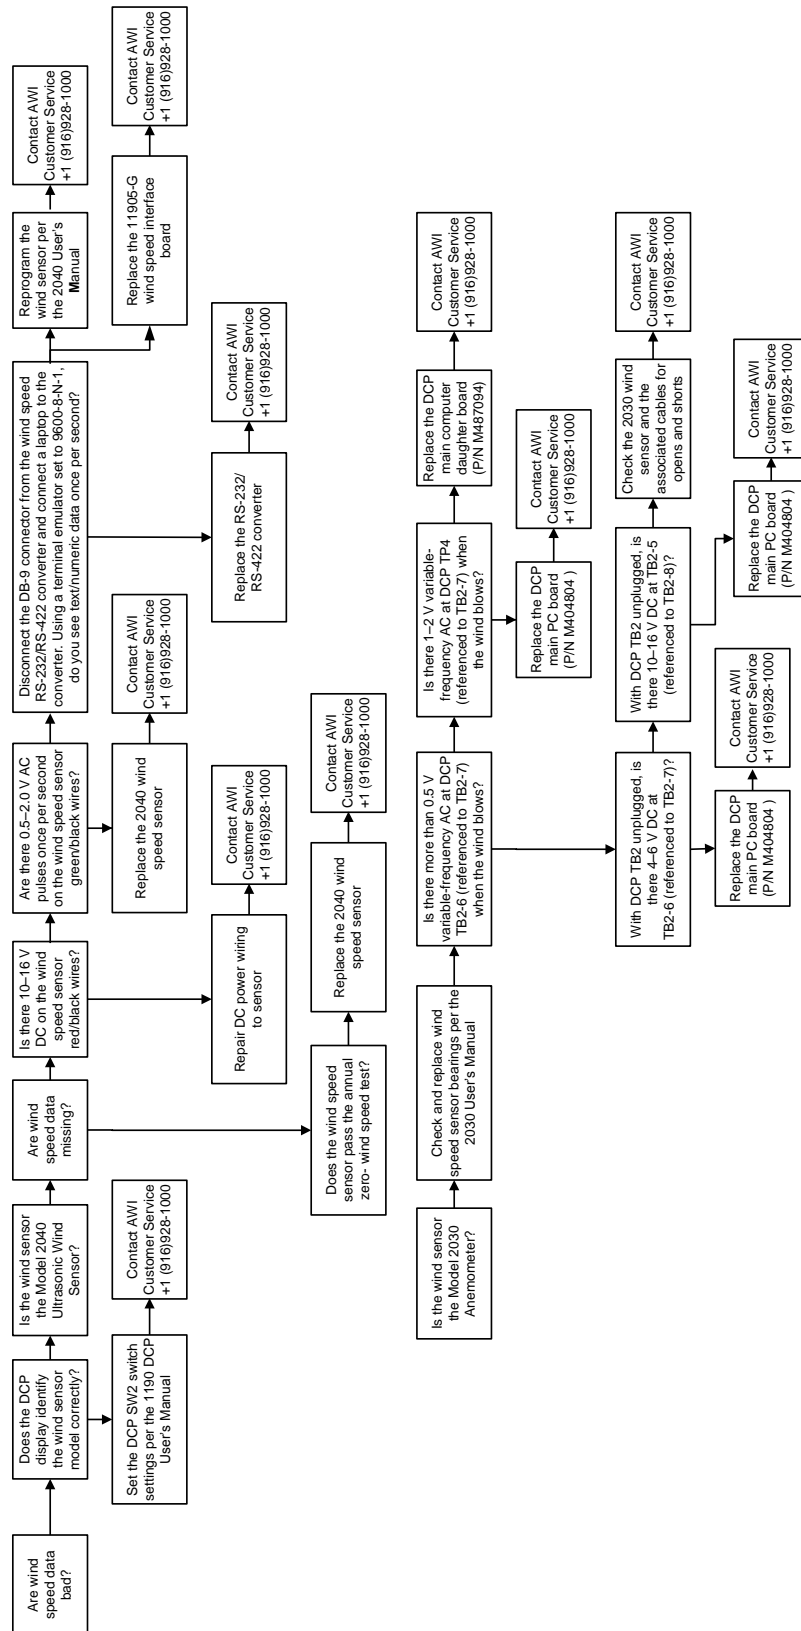 Are wind
speed data
bad?
Does the DCP
display identify
the wind sensor
model correctly?
Set the DCP SW2 switch
settings per the 1190 DCP
User's Manual
Contact AWI
Customer Service
+1 (916)928-1000
Is the wind sensor
the Model 2040
Ultrasonic Wind
Sensor?
Are wind
speed data
missing?
Does the wind speed
sensor pass the annual
zero- wind speed test?
Replace the 2040 wind
speed sensor
Contact AWI
Customer Service
+1 (916)928-1000
Is there 10–16 V
DC on the wind
speed sensor
red/black wires?
Repair DC power wiring
to sensor
Contact AWI
Customer Service
+1 (916)928-1000
Are there 0.5–2.0 V AC
pulses once per second
on the wind speed sensor
green/black wires?
Replace the 2040 wind
speed sensor
Contact AWI
Customer Service
+1 (916)928-1000
Disconnect the DB-9 connector from the wind speed
RS-232/RS-422 converter and connect a laptop to the
converter. Using a terminal emulator set to 9600-8-N-1,
do you see text/numeric data once per second?
Replace the RS-232/
RS-422 converter
Contact AWI
Customer Service
+1 (916)928-1000
Reprogram the
wind sensor per
the 2040 User's
Manual
Contact AWI
Customer Service
+1 (916)928-1000
Replace the 11905-G
wind speed interface
board
Contact AWI
Customer Service
+1 (916)928-1000
Is the wind sensor
the Model 2030
Anemometer?
Check and replace wind
speed sensor bearings per the
2030 User's Manual
Is there more than 0.5 V
variable-frequency AC at DCP
TB2-6 (referenced to TB2-7)
when the wind blows?
Is there 1–2 V variable-
frequency AC at DCP TP4
(referenced to TB2-7) when
the wind blows?
Replace the DCP
main computer
daughter board
(P/N M487094)
Contact AWI
Customer Service
+1 (916)928-1000
Replace the DCP
main PC board
(P/N M404804 )
Contact AWI
Customer Service
+1 (916)928-1000
With DCP TB2 unplugged, is
there 4–6 V DC at
TB2-6 (referenced to TB2-7)?
Replace the DCP
main PC board
(P/N M404804 )
Contact AWI
Customer Service
+1 (916)928-1000
With DCP TB2 unplugged, is
there 10–16 V DC at TB2-5
(referenced to TB2-8)?
Check the 2030 wind
sensor and the
associated cables for
opens and shorts
Contact AWI
Customer Service
+1 (916)928-1000
Replace the DCP
main PC board
(P/N M404804 )
Contact AWI
Customer Service
+1 (916)928-1000